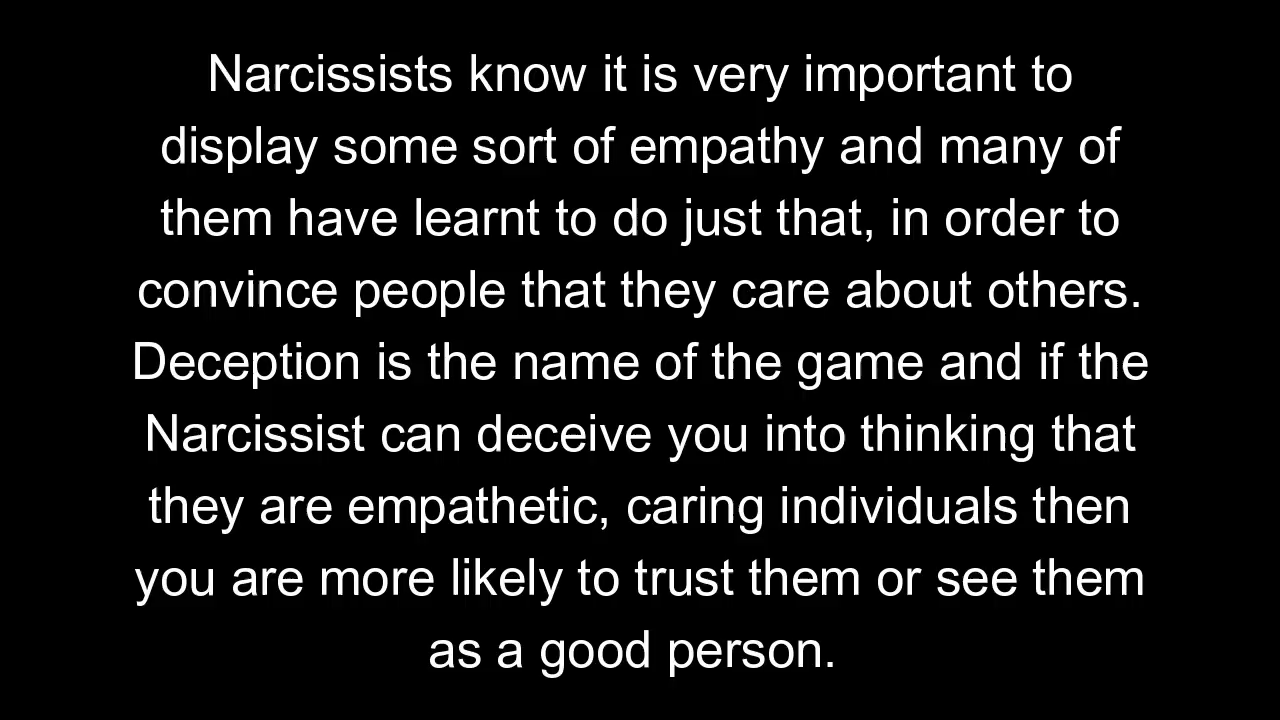 Narcissists know it is very important to
display some sort of empathy and many of
them have learnt to do just that, in order to
convince people that they care about others.
Deception is the name of the game and if the
Narcissist can deceive you into thinking that
they are empathetic, caring individuals then
you are more likely to trust them or see them
as a good person.